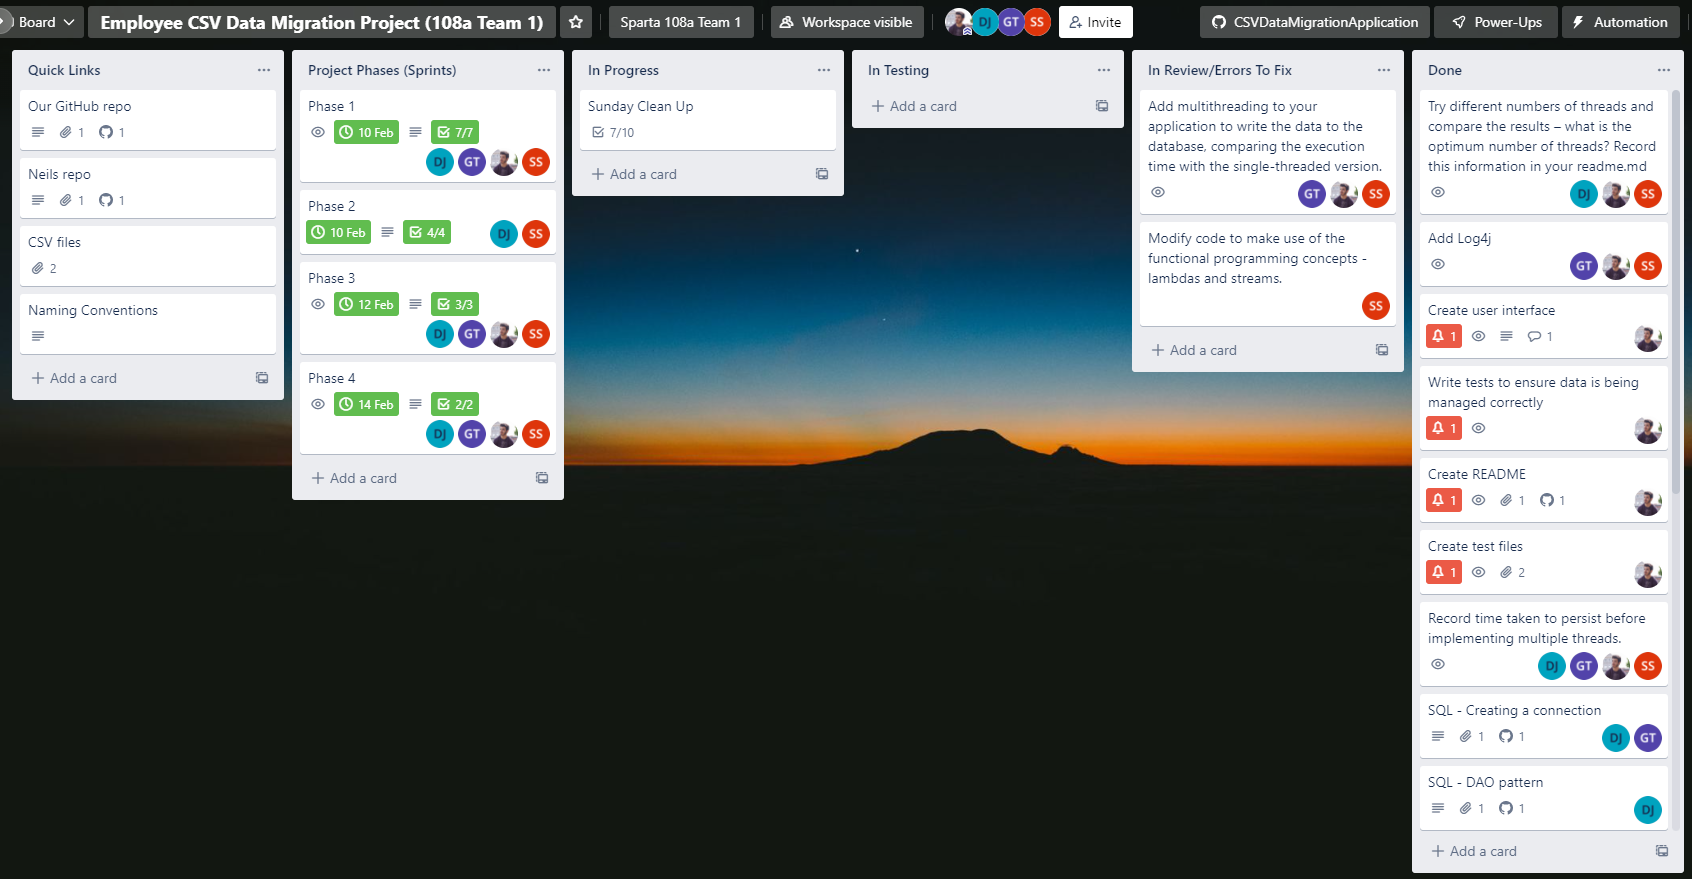 Board
Employee CSV Data Migration Project (108a Team 1)
Sparta 108a Team 1
Workspace visible
DJ
GT
SS
Invite
CSVDataMigrationApplication
Power-Ups
Automation
Quick Links
Our GitHub repo
1 1
Neils repo
1 1
CSV files
2
Naming Conventions
Add a card
Project Phases (Sprints)
Phase 1
10 Feb 7/7
DJ GT SS
Phase 2
10 Feb 4/4 DJ SS
Phase 3
12 Feb 3/3
DJ GT SS
Phase 4
14 Feb 2/2
DJ GT SS
Add a card
In Progress
Sunday Clean Up
7/10
Add a card
In Testing
Add a card
In Review/Errors To Fix
Add multithreading to your
application to write the data to the
database, comparing the execution
time with the single-threaded version.
GT SS
Modify code to make use of the
functional programming concepts -
lambdas and streams.
SS
Add a card
Done
Try different numbers of threads and
compare the results – what is the
optimum number of threads? Record
this information in your readme.md
DJ SS
Add Log4j
GT SS
Create user interface
1 1
Write tests to ensure data is being
managed correctly
1
Create README
1 1 1
Create test files
1 2
Record time taken to persist before
implementing multiple threads.
DJ GT SS
SQL - Creating a connection
1 1 DJ GT
SQL - DAO pattern
1 1 DJ
Add a card